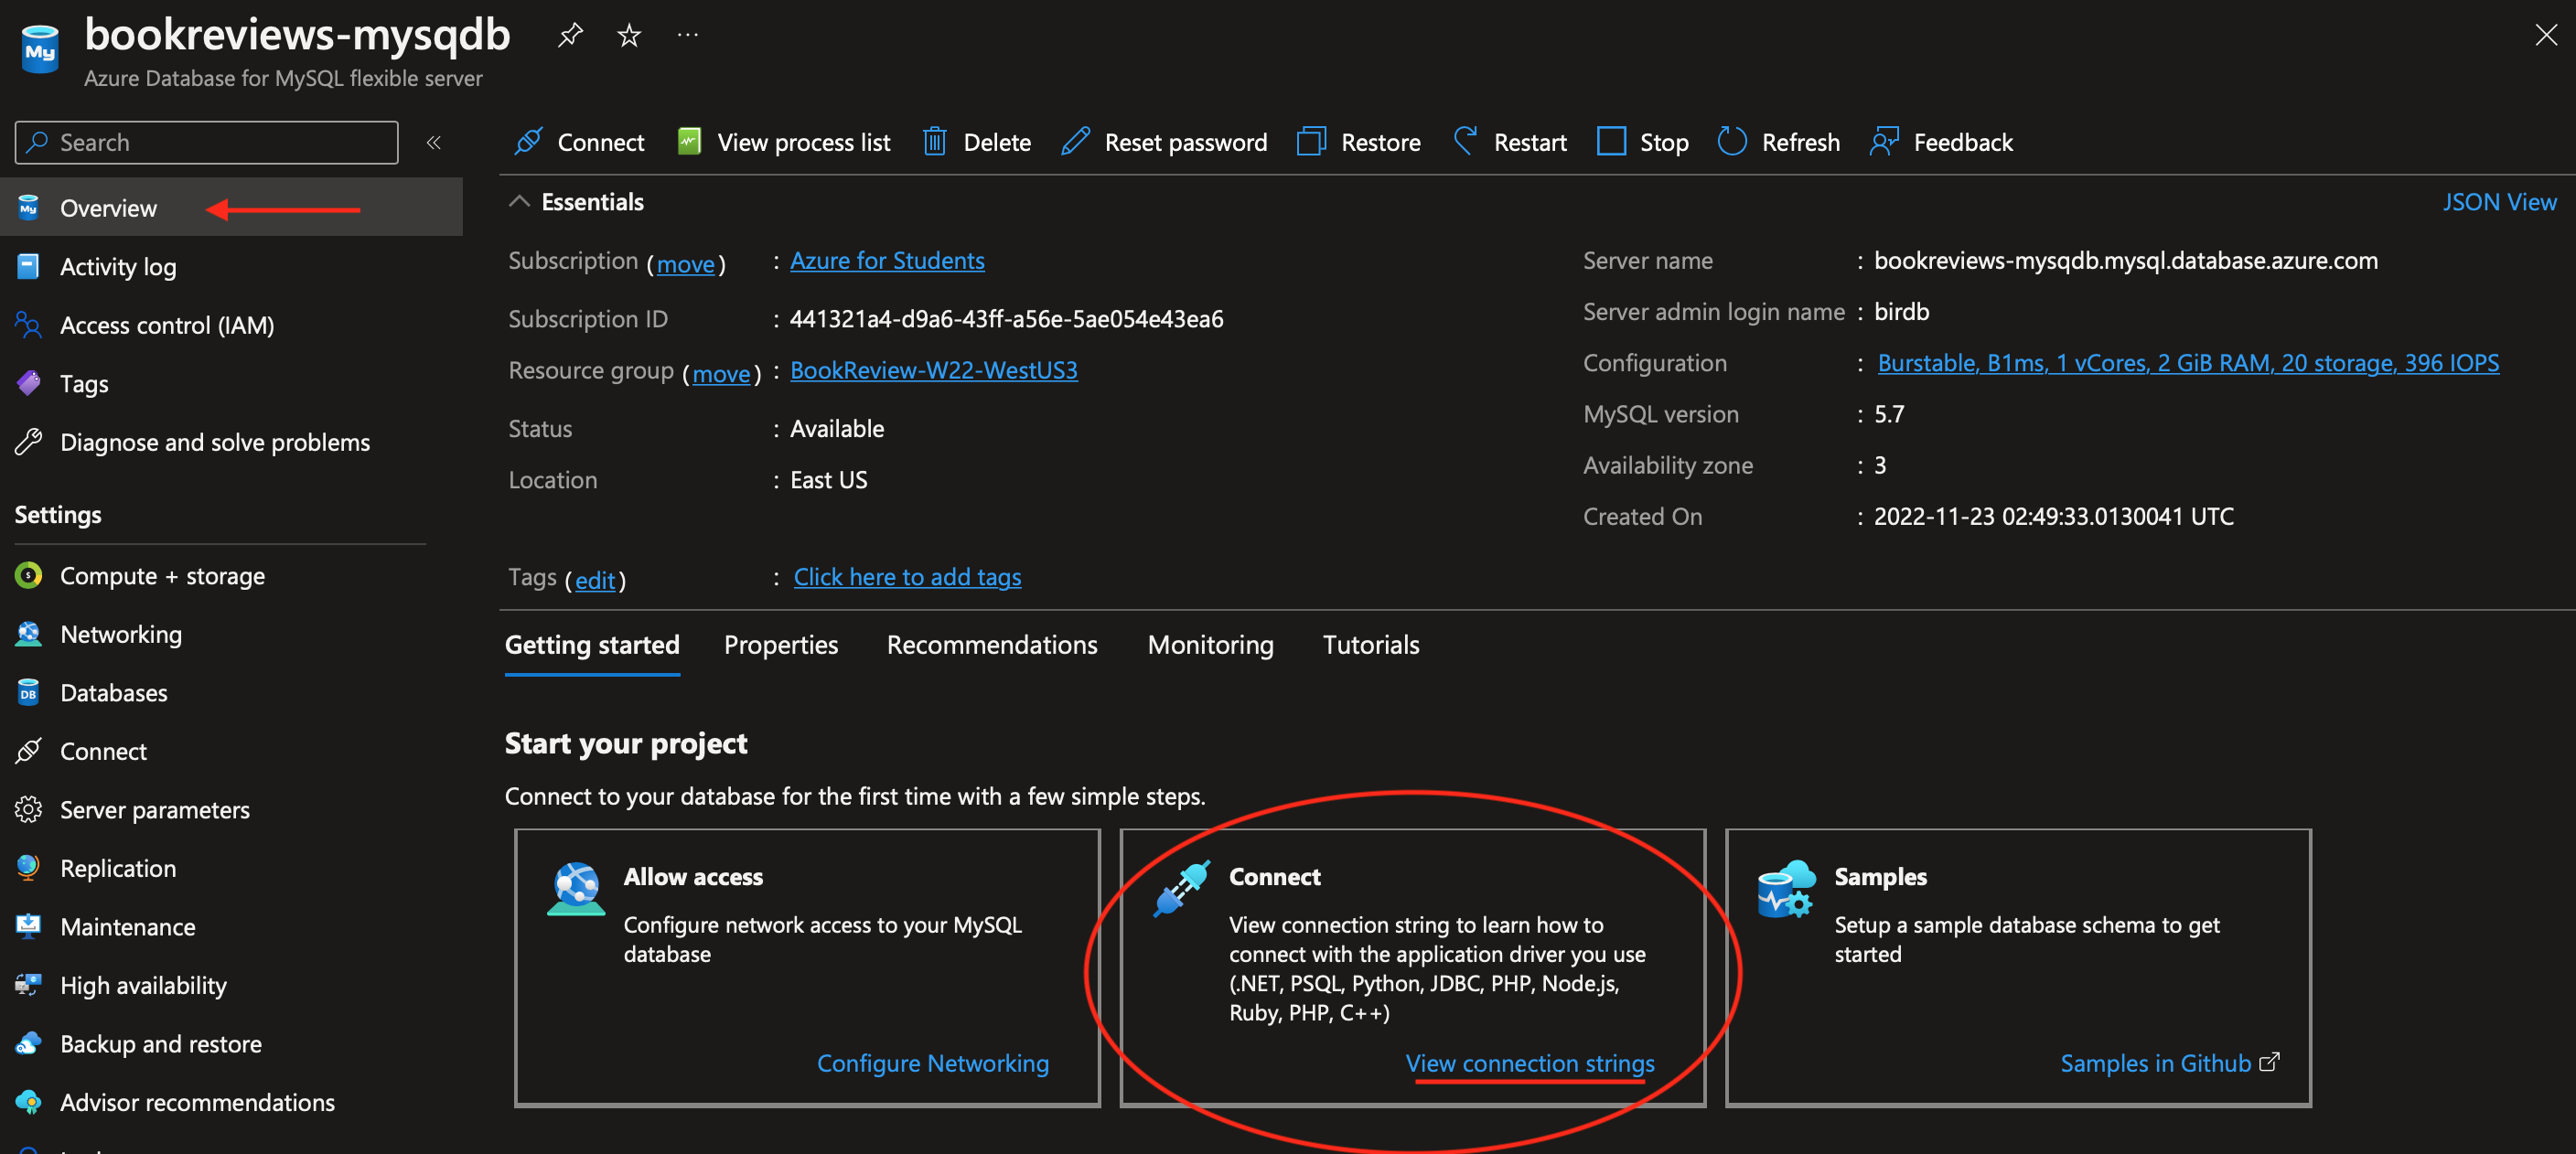 bookreviews-mysqdb
Azure Database for MySQL flexible server
Search
Overview
Activity log
Access control (IAM)
Tags
Diagnose and solve problems
Settings
Compute + storage
Networking
Databases
Connect
Server parameters
Replication
Maintenance
High availability
Backup and restore
Advisor recommendations
Connect View process list Delete Reset password Restore Restart Stop Refresh Feedback
Essentials
JSON View
Subscription (move) : Azure for Students
Subscription ID : 441321a4-d9a6-43ff-a56e-5ae054e43ea6
Resource group (move) : BookReview-W22-WestUS3
Status : Available
Location : East US
Tags (edit) : Click here to add tags
Server name : bookreviews-mysqdb.mysql.database.azure.com
Server admin login name : birdb
Configuration : Burstable, B1ms, 1 vCores, 2 GiB RAM, 20 storage, 396 IOPS
MySQL version : 5.7
Availability zone : 3
Created On : 2022-11-23 02:49:33.0130041 UTC
Getting started Properties Recommendations Monitoring Tutorials
Start your project
Connect to your database for the first time with a few simple steps.
Allow access
Configure network access to your MySQL
database
Configure Networking
Connect
View connection string to learn how to
connect with the application driver you use
(.NET, PSQL, Python, JDBC, PHP, Node.js,
Ruby, PHP, C++)
View connection strings
Samples
Setup a sample database schema to get
started
Samples in Github